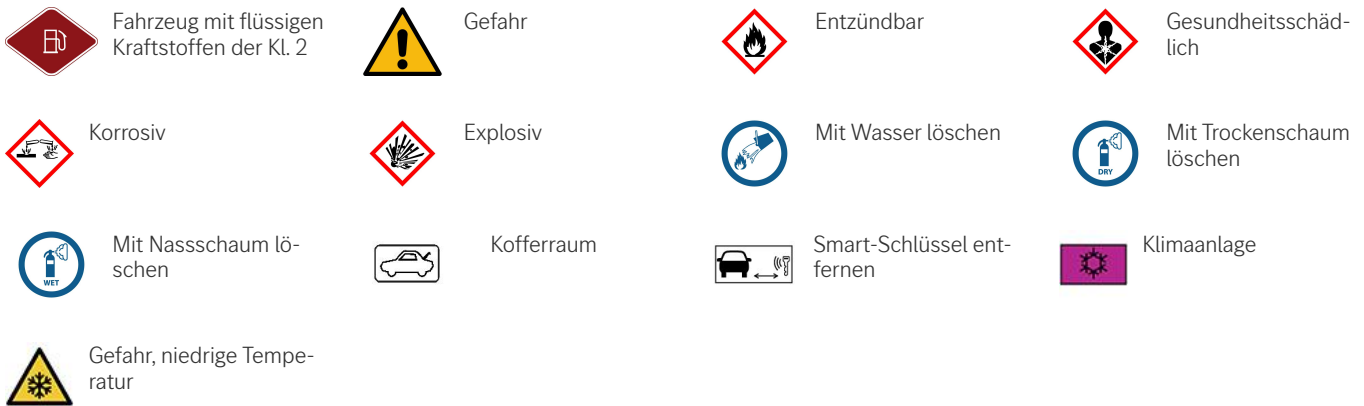 Fahrzeug mit flüssigen
Kraftstoffen der Kl. 2
Gefahr
Entzündbar
Gesundheitsschäd-
lich
Korrosiv
Explosiv
Mit Wasser löschen
DRY
Mit Trockenschaum
löschen
WET
Mit Nassschaum lö-
schen
Kofferraum
Smart-Schlüssel ent-
fernen
Klimaanlage
Gefahr, niedrige Tempe-
ratur